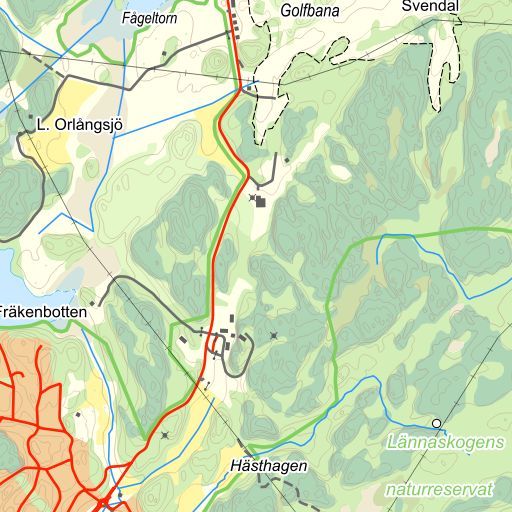 Svendal
Golfbana
Fågeltorn
L. Orlångsjö
Fräkenbotten
Lännaskogens
naturreservat
Hästhagen